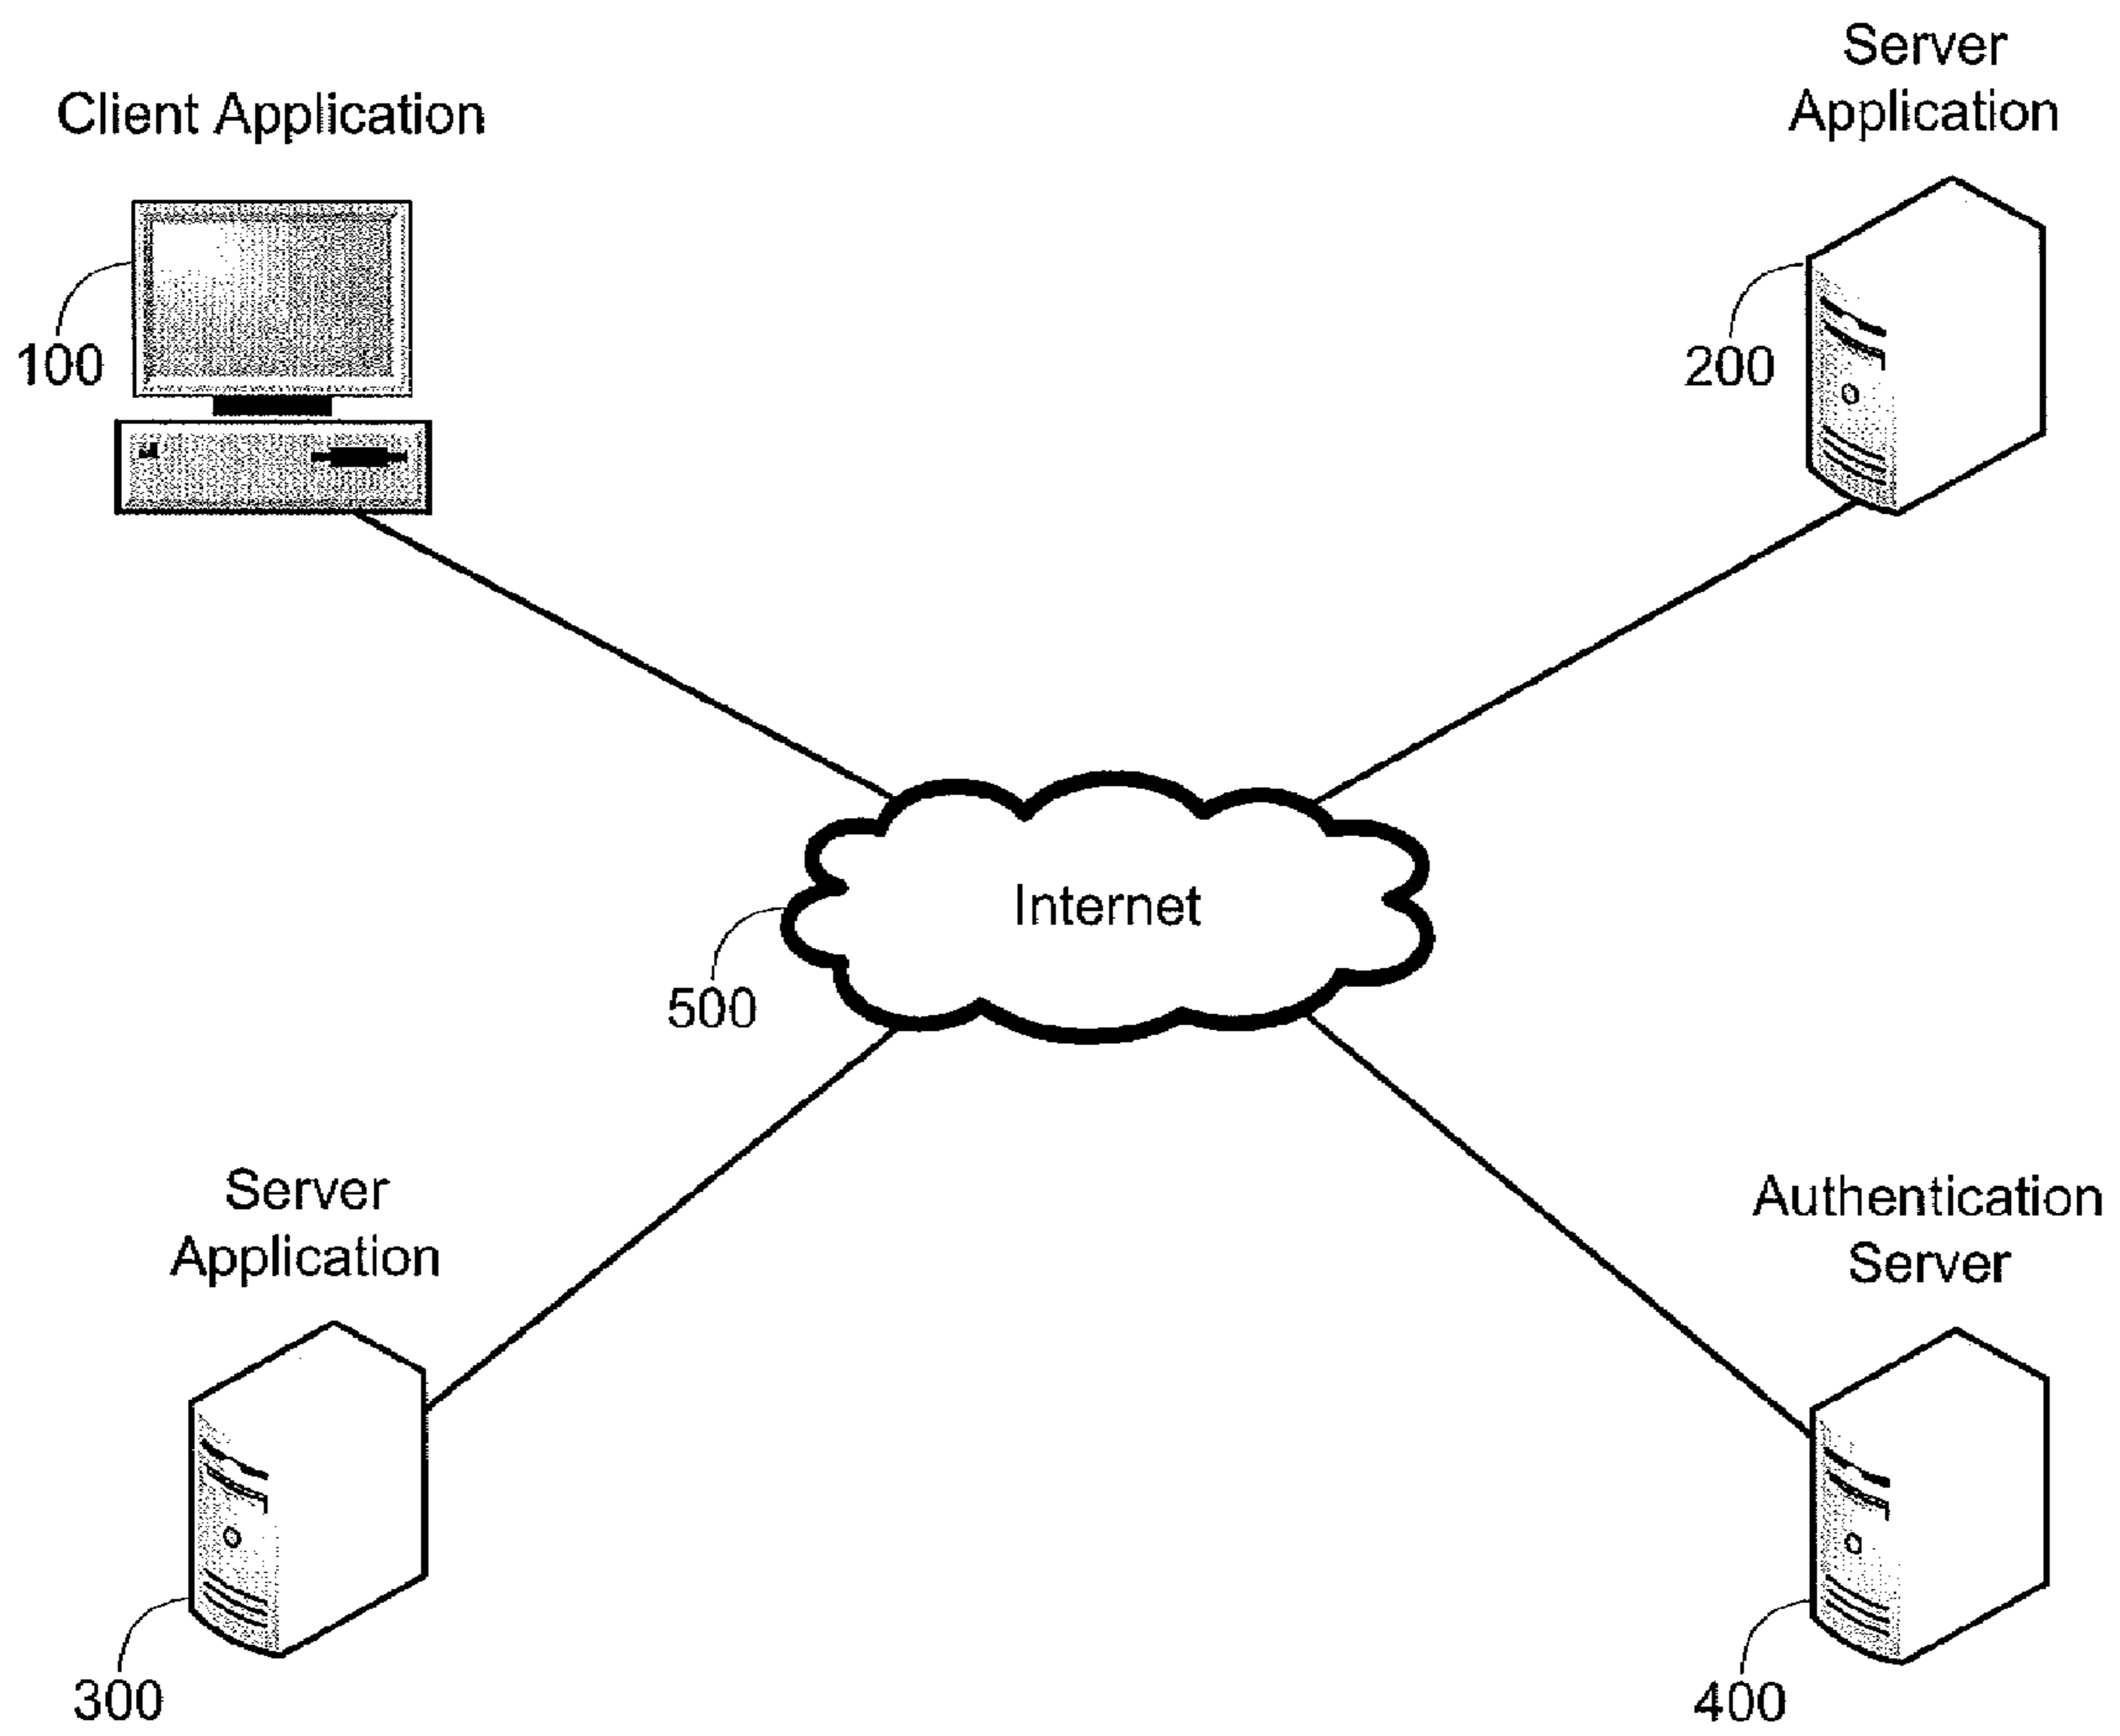 Client Application
Server
Application
100
200
Internet
500
Server
Application
Authentication
Server
300
400